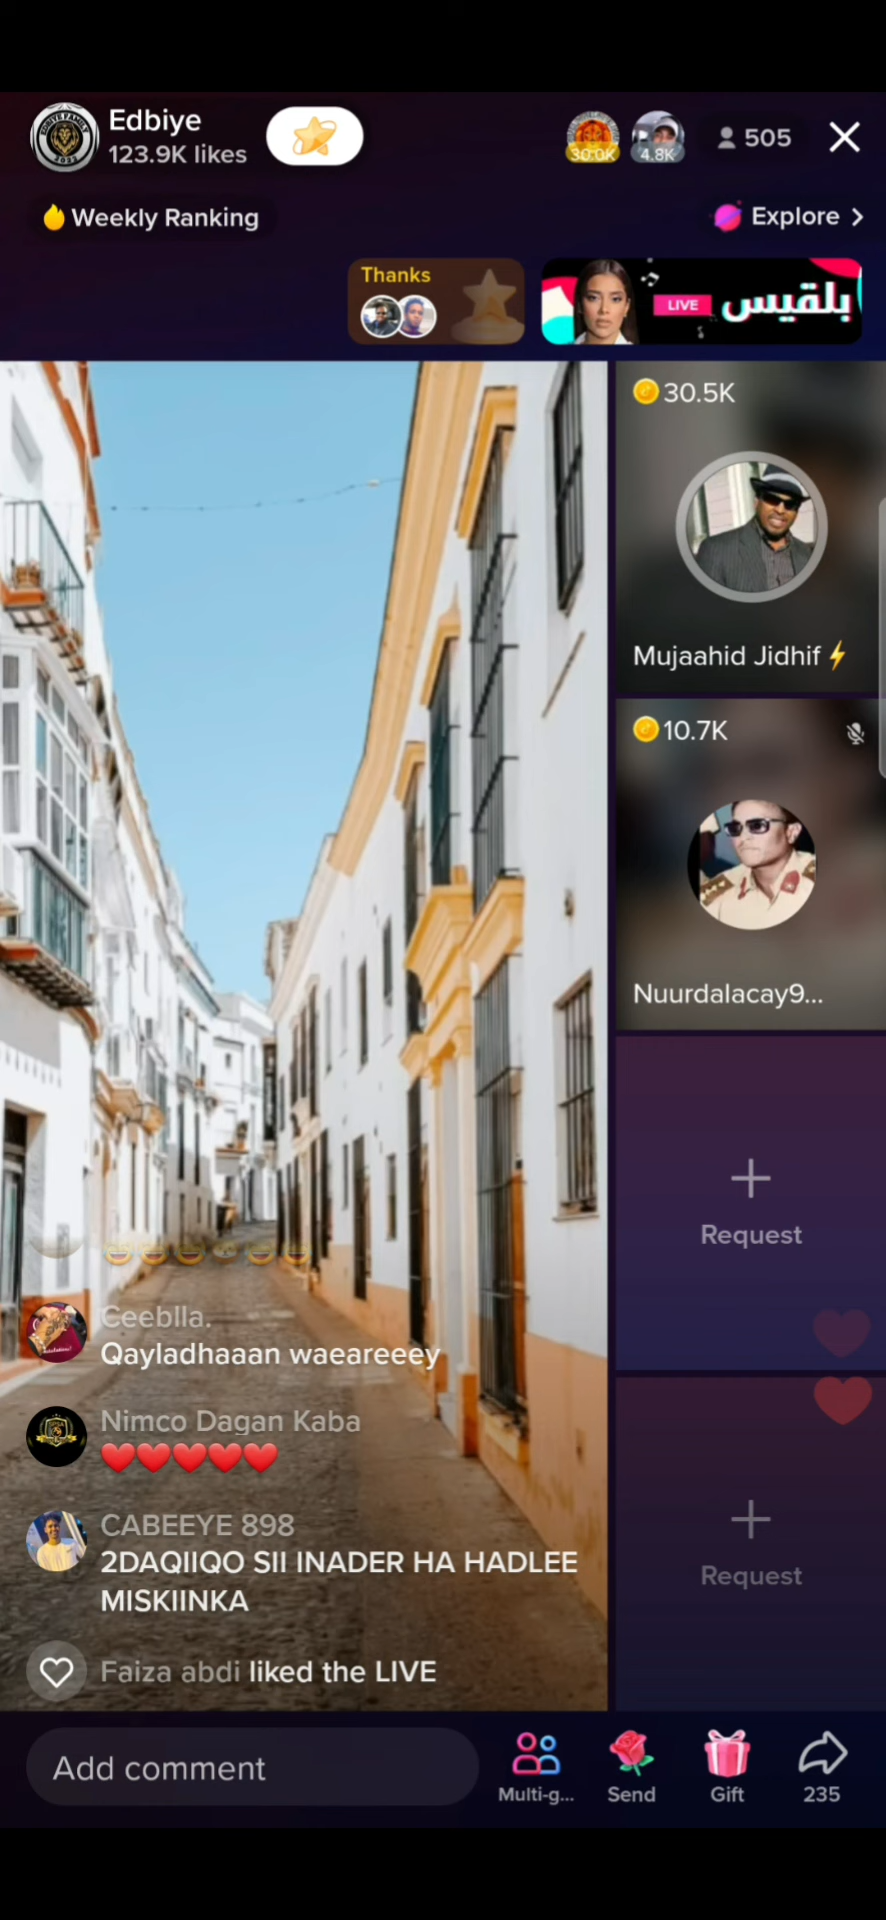 Edbiye
123.9K likes
30.0K
4.8K
505
Weekly Ranking
Explore
Thanks
LIVE
بلقيس
30.5K
Mujaahid Jidhif
10.7K
Nuurdalacay9...
Request
Ceeblla.
Qayladhaaan waeareeey
Nimco Dagan Kaba
CABEEYE 898
2DAQIIQO SII INADER HA HADLEE
MISKIINKA
Request
Faiza abdi liked the LIVE
Add comment
Multi-g...
Send
Gift
235